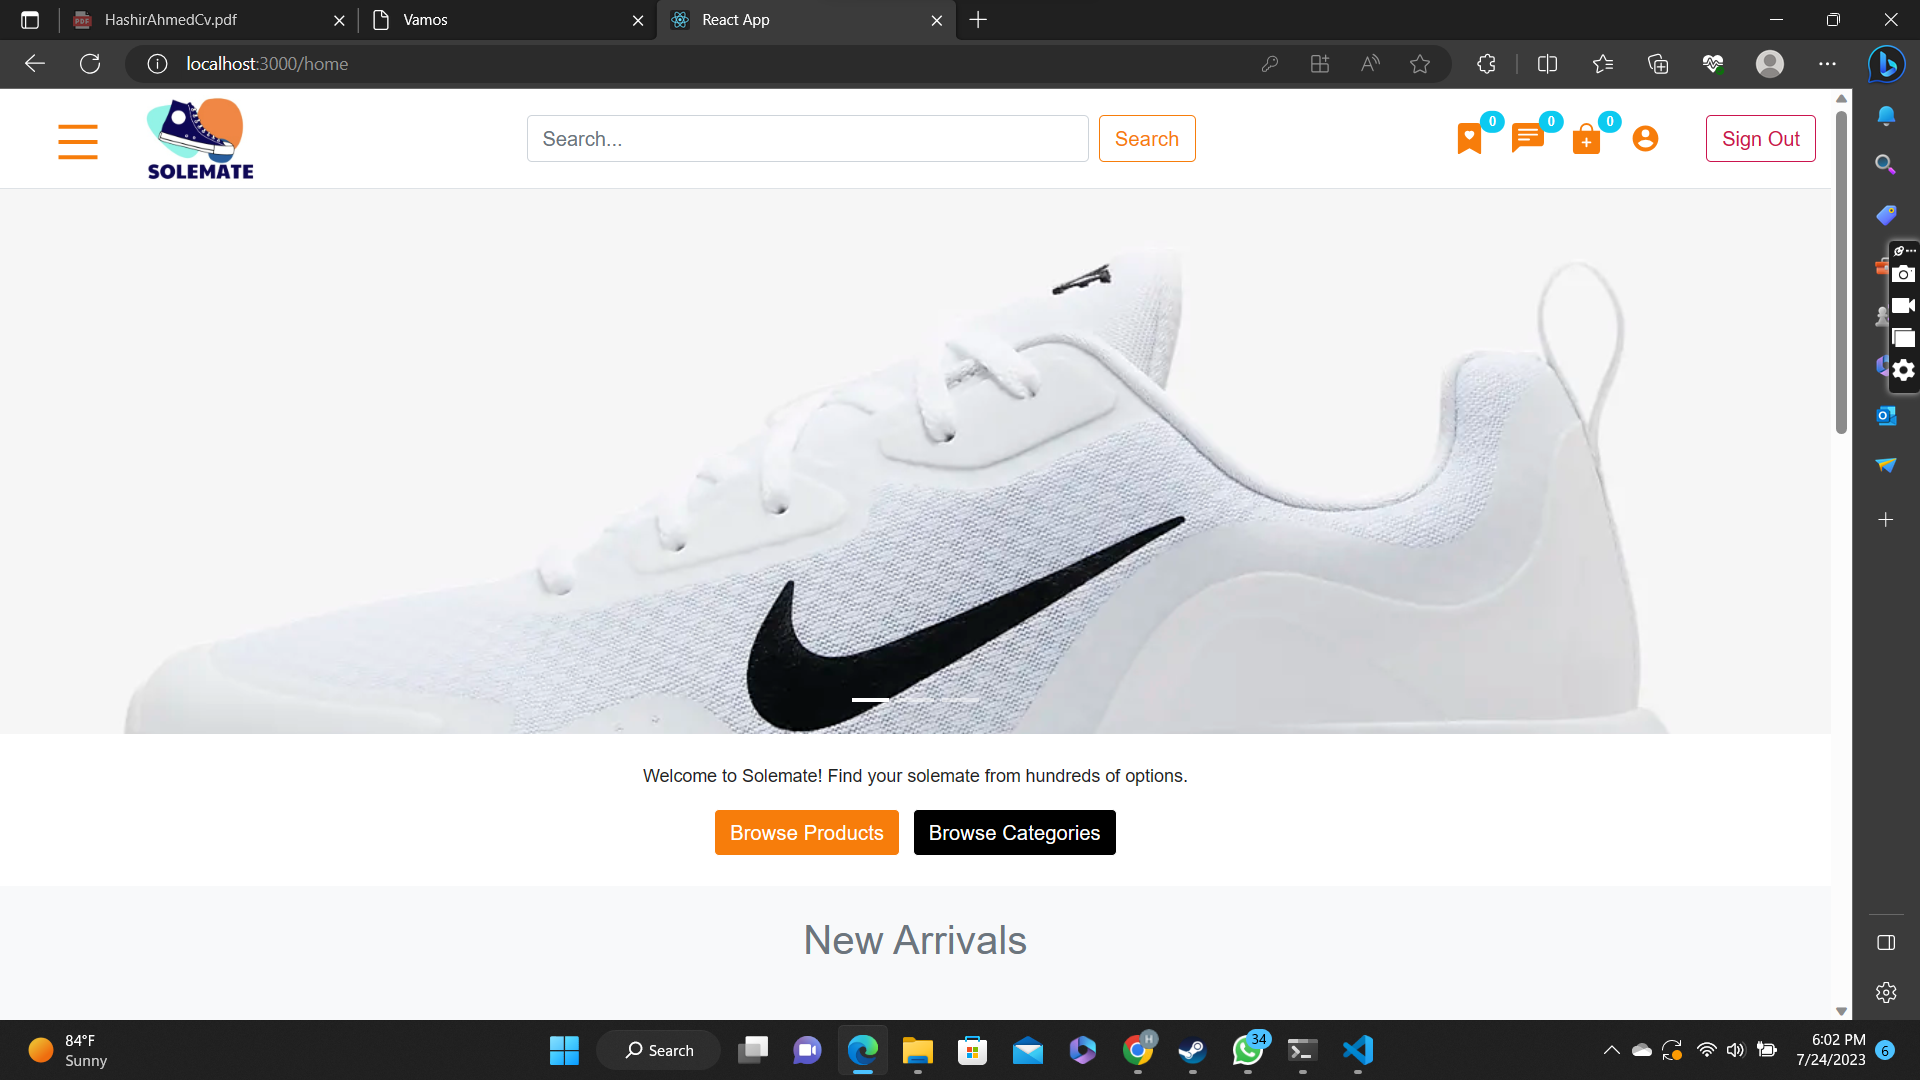 HashirAhmedCv.pdf
Vamos
React App
localhost:3000/home
SOLEMATE
Search...
Search
0
0
0
Sign Out
Welcome to Solemate! Find your solemate from hundreds of options.
Browse Products
Browse Categories
New Arrivals
84°F
Sunny
Search
H
34
6:02 PM
7/24/2023
6